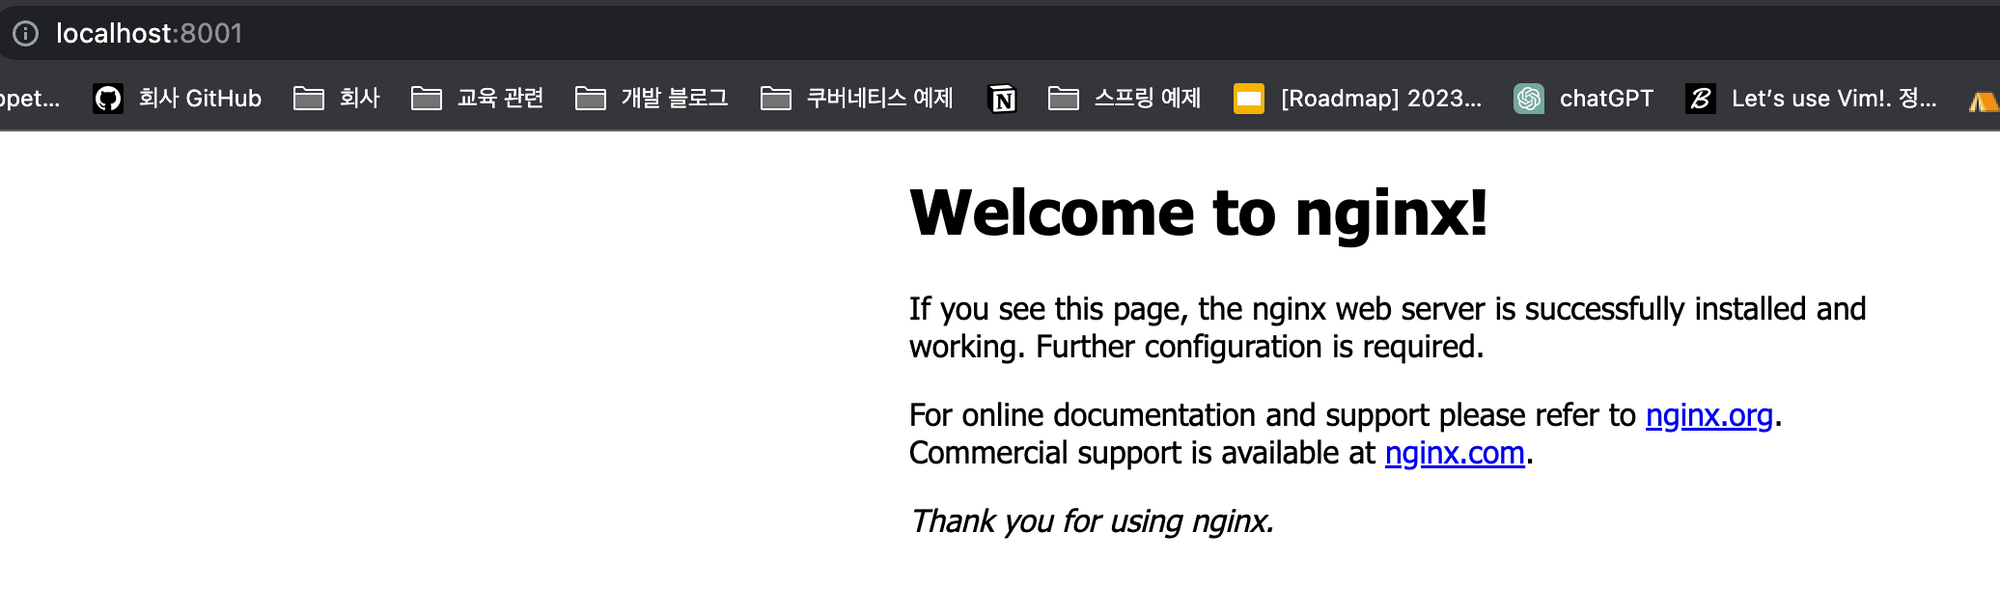 localhost:8001
ppet... 회사 GitHub 회사 교육 관련 개발 블로그 쿠버네티스 예제 스프링 예제 [Roadmap] 2023... chatGPT Let’s use Vim!. 정...
Welcome to nginx!
If you see this page, the nginx web server is successfully installed and
working. Further configuration is required.
For online documentation and support please refer to nginx.org.
Commercial support is available at nginx.com.
Thank you for using nginx.